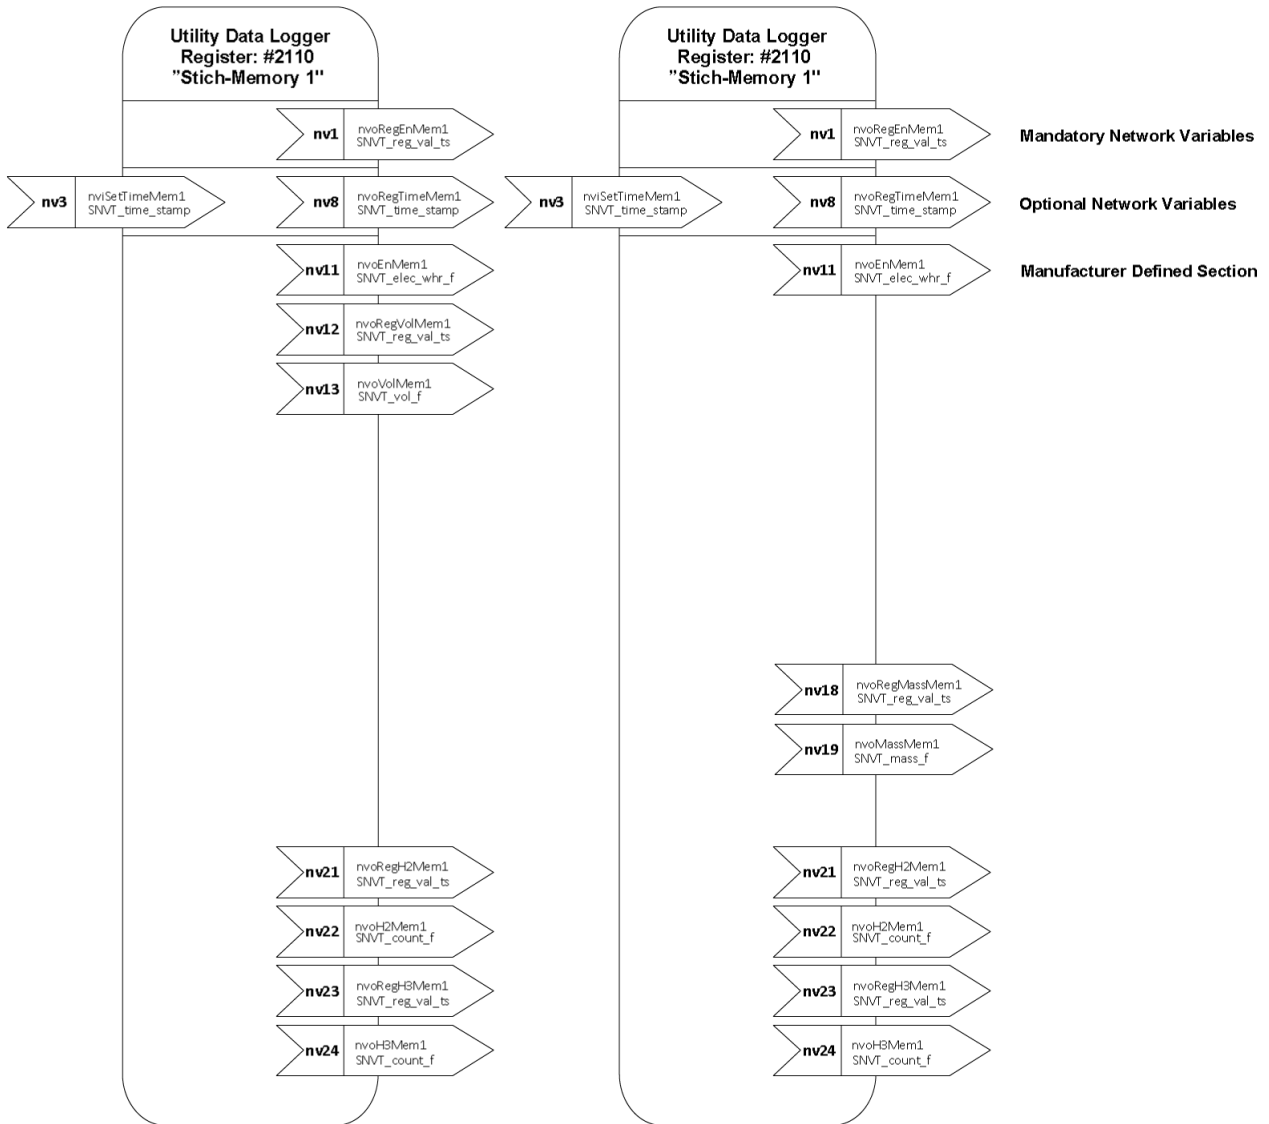 Utility Data Logger
Register: #2110
”Stich-Memory 1"
Utility Data Logger
Register: #2110
”Stich-Memory 1"
nv1
nvoRegEnMem1
SNVT_reg_val_ts
nv1
nvoRegEnMem1
SNVT_reg_val_ts
Mandatory Network Variables
nv3
nviSetTimeMem1
SNVT_time_stamp
nv8
nvoRegTimeMem1
SNVT_time_stamp
nv3
nviSetTimeMem1
SNVT_time_stamp
nv8
nvoRegTimeMem1
SNVT_time_stamp
Optional Network Variables
nv11
nvoEnMem1
SNVT_elec_whr_f
nv11
nvoEnMem1
SNVT_elec_whr_f
Manufacturer Defined Section
nv12
nvoRegVolMem1
SNVT_reg_val_ts
nv13
nvoVolMem1
SNVT_vol_f
nv18
nvoRegMassMem1
SNVT_reg_val_ts
nv19
nvoMassMem1
SNVT_mass_f
nv21
nvoRegH2Mem1
SNVT_reg_val_ts
nv21
nvoRegH2Mem1
SNVT_reg_val_ts
nv22
nvoH2Mem1
SNVT_count_f
nv22
nvoH2Mem1
SNVT_count_f
nv23
nvoRegH3Mem1
SNVT_reg_val_ts
nv23
nvoRegH3Mem1
SNVT_reg_val_ts
nv24
nvoH3Mem1
SNVT_count_f
nv24
nvoH3Mem1
SNVT_count_f